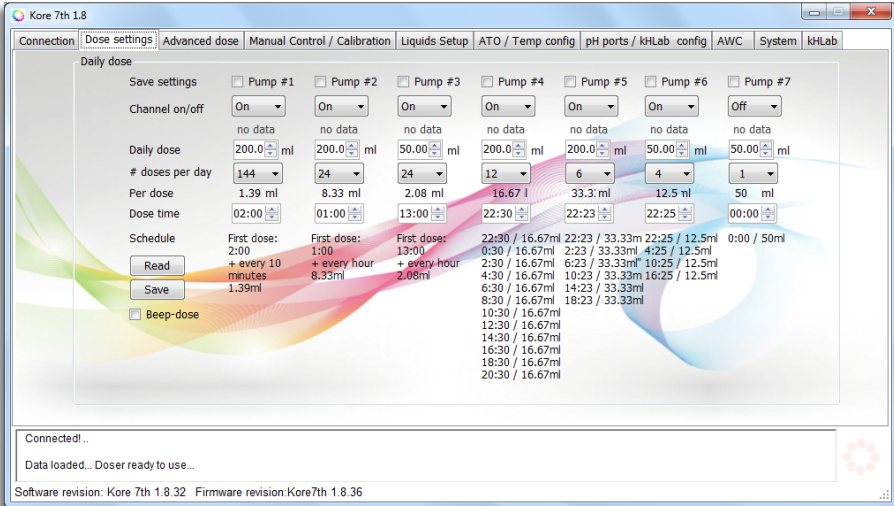 Kore 7th 1.8
Connection Dose settings Advanced dose Manual Control / Calibration Liquids Setup ATO / Temp config pH ports / kHLab config AWC System kHLab
Daily dose
Save settings Pump #1 Pump #2 Pump #3 Pump #4 Pump #5 Pump #6 Pump #7
Channel on/off On On On On On On Off
no data no data no data no data no data no data no data
Daily dose 200.0 ml 200.0 ml 50.00 ml 200.0 ml 200.0 ml 50.00 ml 50.00 ml
# doses per day 144 24 24 12 6 4 1
Per dose 1.39 ml 8.33 ml 2.08 ml 16.67 l 33.3 ml 12.5 ml 50 ml
Dose time 02:00 01:00 13:00 22:30 22:23 22:25 00:00
Schedule First dose: First dose: First dose: 22:30 / 16.67ml 22:23 / 33.33m 22:25 / 12.5ml 0:00 / 50ml
2:00 1:00 13:00 0:30 / 16.67ml 2:23 / 33.33ml 4:25 / 12.5ml
Read + every 10 + every hour + every hour 2:30 / 16.67ml 6:23 / 33.33ml 10:25 / 12.5ml
minutes 8.33ml 2.08ml 4:30 / 16.67ml 10:23 / 33.33m 16:25 / 12.5ml
Save 1.39ml 6:30 / 16.67ml 14:23 / 33.33ml
8:30 / 16.67ml 18:23 / 33.33ml
Beep-dose 10:30 / 16.67ml
12:30 / 16.67ml
14:30 / 16.67ml
16:30 / 16.67ml
18:30 / 16.67ml
20:30 / 16.67ml
Connected! ..
Data loaded... Doser ready to use...
Software revision: Kore 7th 1.8.32 Firmware revision:Kore7th 1.8.36